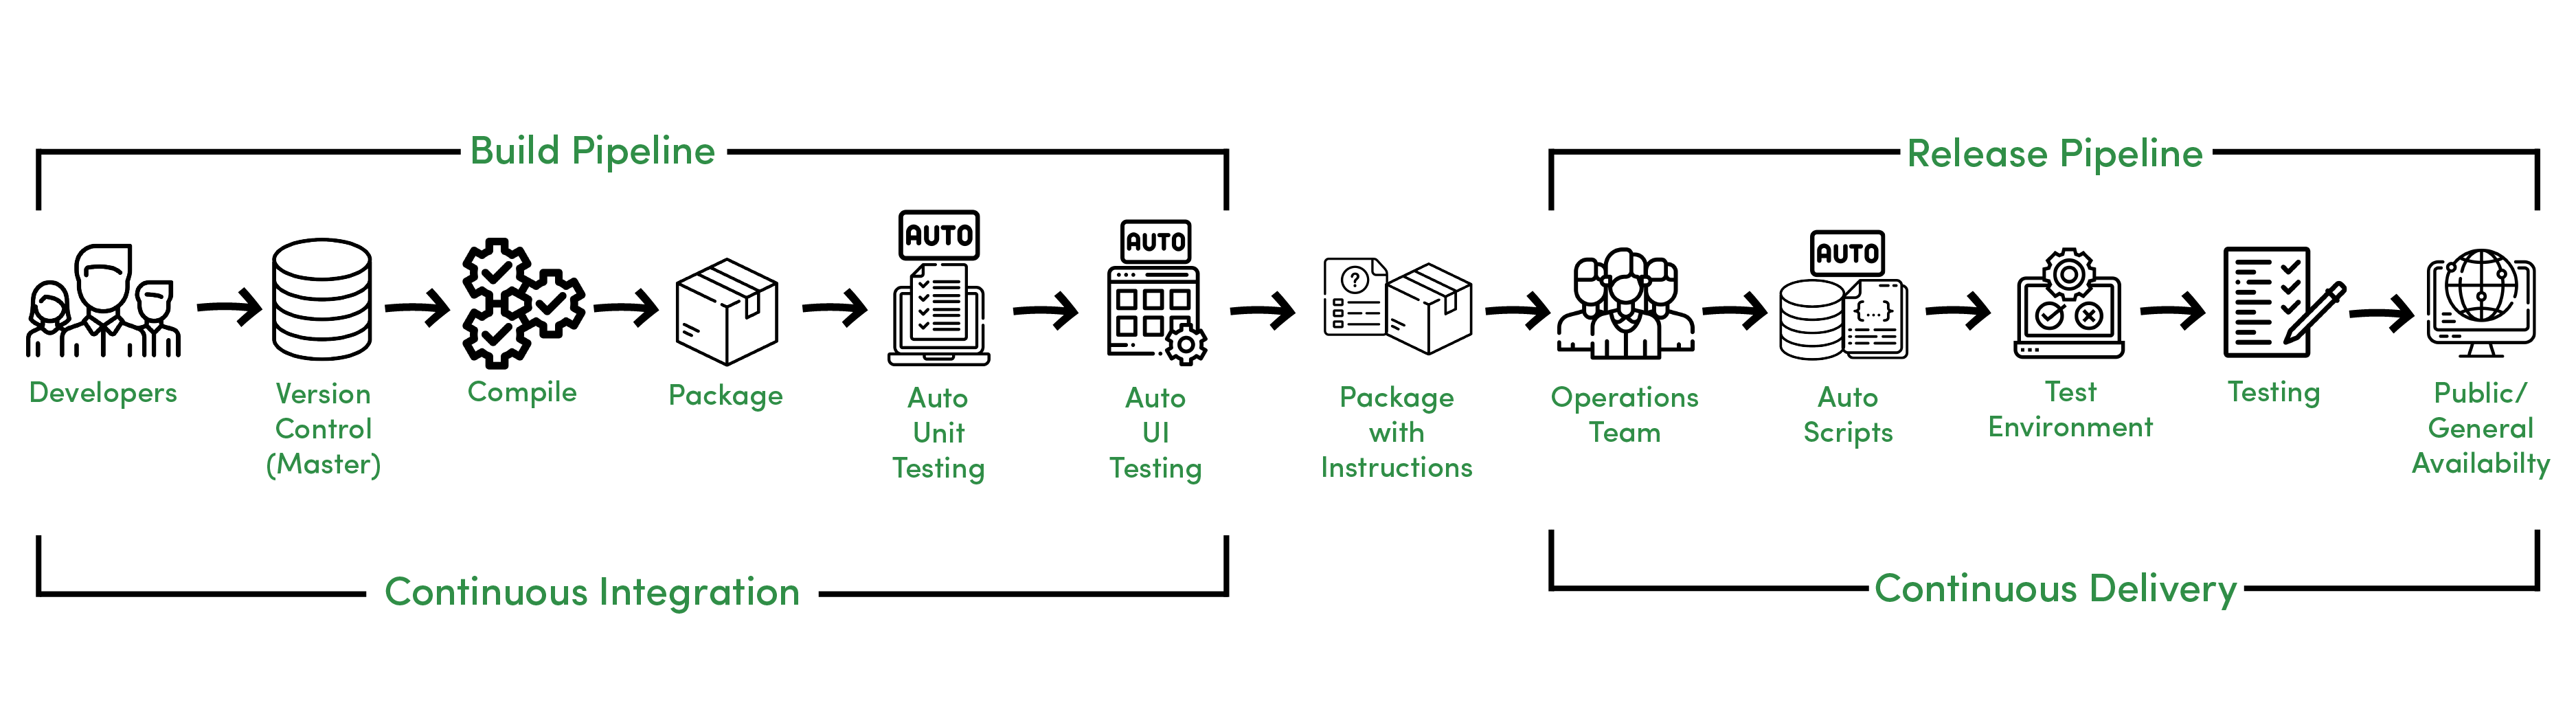 Build Pipeline
Release Pipeline
AUTO
AUTO
AUTO
?
{...}
Developers
Version
Control
(Master)
Compile
Package
Auto
Unit
Testing
Auto
UI
Testing
Package
with
Instructions
Operations
Team
Auto
Scripts
Test
Environment
Testing
Public/
General
Availabilty
Continuous Integration
Continuous Delivery